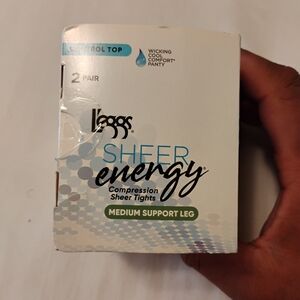 CONTROL TOP
WICKING
COOL
COMFORT®
PANTY
2 PAIR
L'eggs®
SHEER
energy
Compression
Sheer Tights
MEDIUM SUPPORT LEG